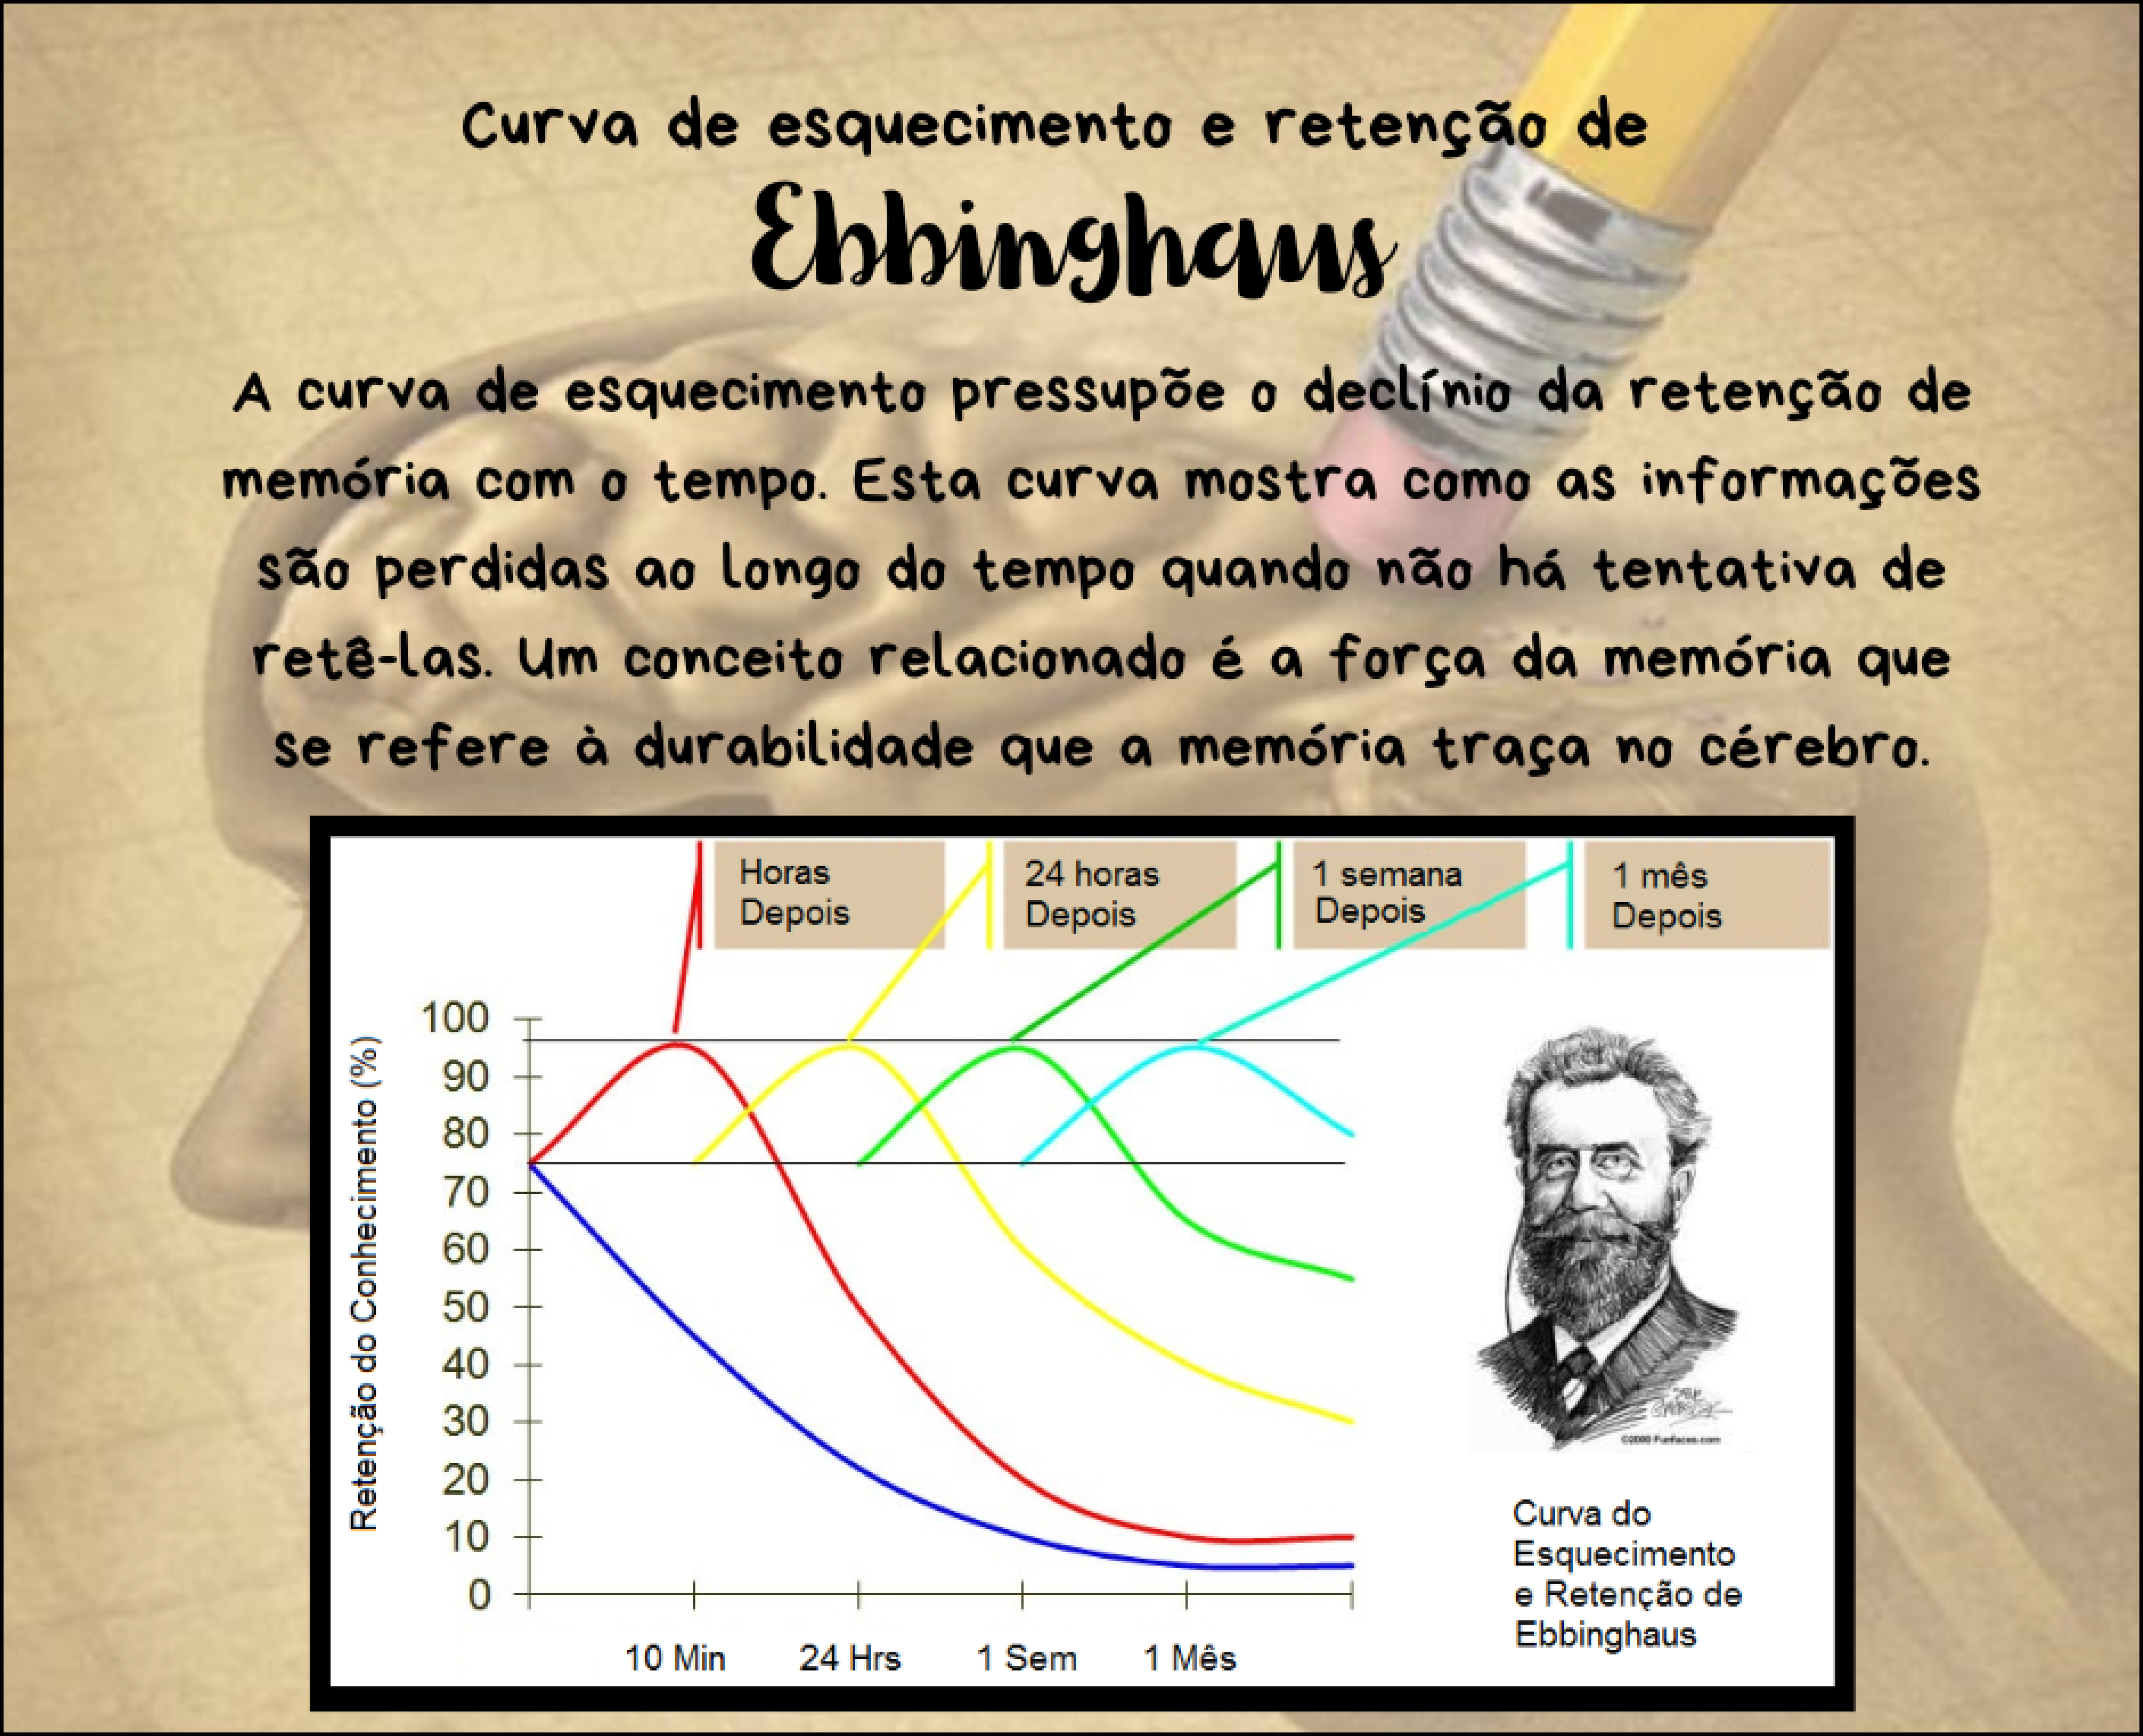 Curva de esquecimento e retenção de
Ebbinghaus
A curva de esquecimento pressupõe o declínio da retenção de
memória com o tempo. Esta curva mostra como as informações
são perdidas ao longo do tempo quando não há tentativa de
retê-las. Um conceito relacionado é a força da memória que
se refere à durabilidade que a memória traça no cérebro.
Horas
Depois
24 horas
Depois
1 semana
Depois
1 mês
Depois
Retenção do Conhecimento (%)
100
90
80
70
60
50
40
30
20
10
0
10 Min
24 Hrs
1 Sem
1 Mês
©2000 Funfaces.com
Curva do
Esquecimento
e Retenção de
Ebbinghaus